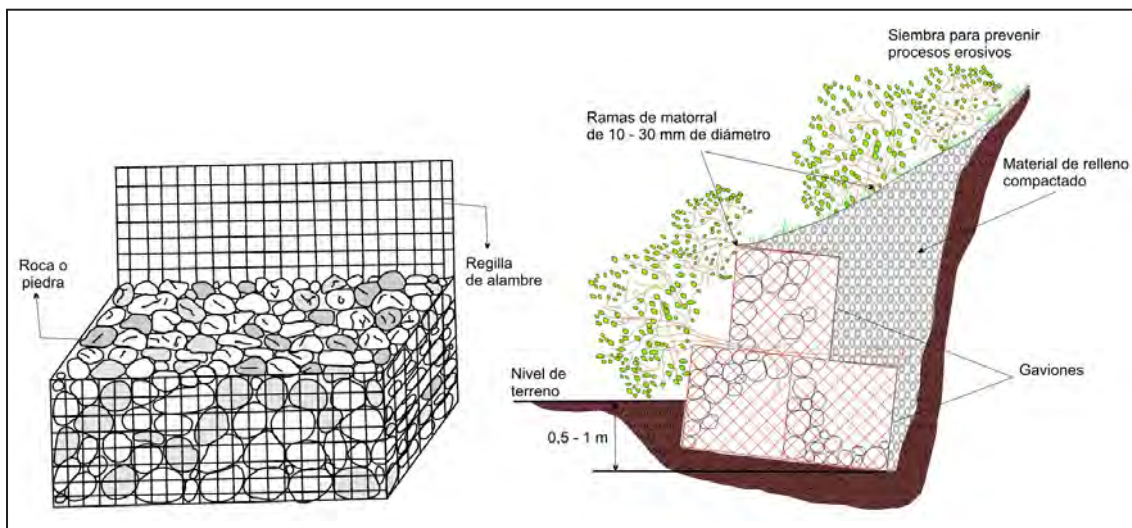 Roca o
piedra
Regilla
de alambre
Siembra para prevenir
procesos erosivos
Ramas de matorral
de 10 - 30 mm de diámetro
Material de relleno
compactado
Nivel de
terreno
Gaviones
0,5 - 1 m